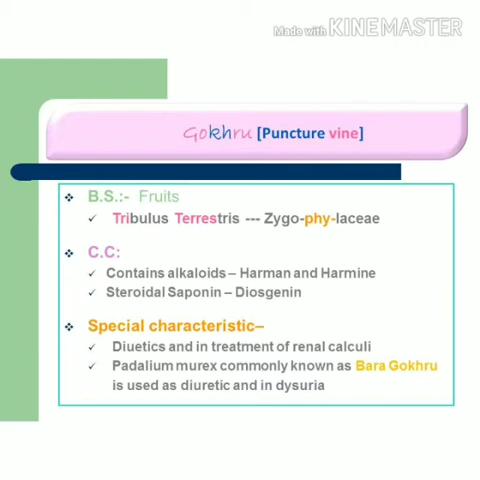 Made with KINEMASTER
Gokhru [Puncture vine]
B.S.:- Fruits
Tribulus Terrestris --- Zygo-phy-laceae
C.C:
Contains alkaloids – Harman and Harmine
Steroidal Saponin – Diosgenin
Special characteristic–
Diuetics and in treatment of renal calculi
Padalium murex commonly known as Bara Gokhru
is used as diuretic and in dysuria